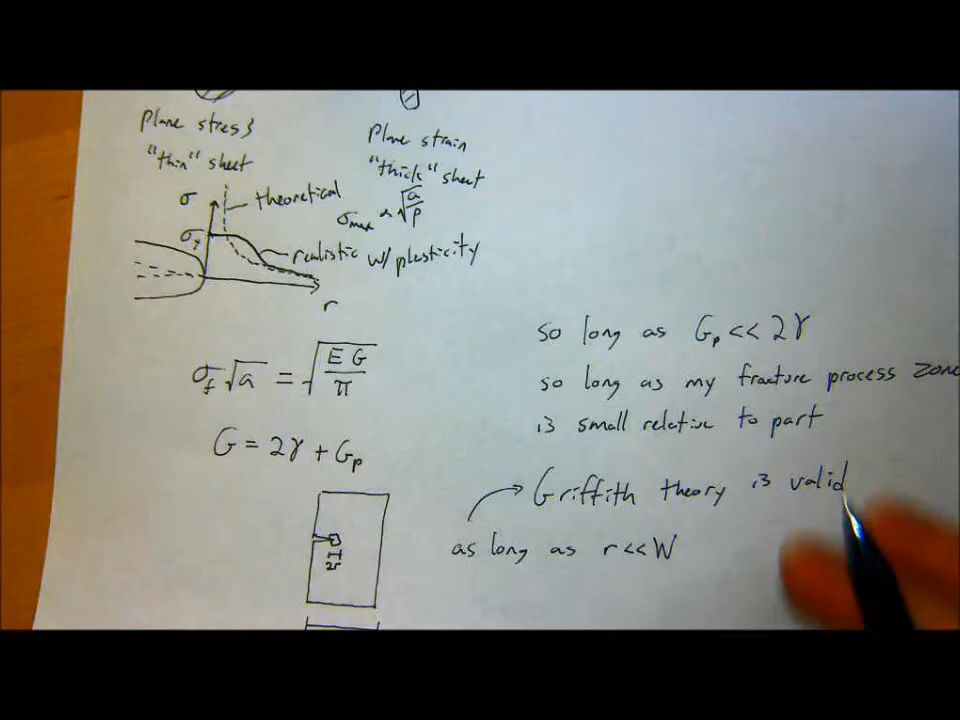 plane stress
"thin" sheet
plane strain
"thick" sheet
σ
theoretical
σmax ∝ √(a/ρ)
σy
realistic w/ plasticity
r
σf √a = √(E G / π)
G = 2γ + Gp
2r
so long as Gp << 2γ
so long as my fracture process zone
is small relative to part
Griffith theory is valid
as long as r << W